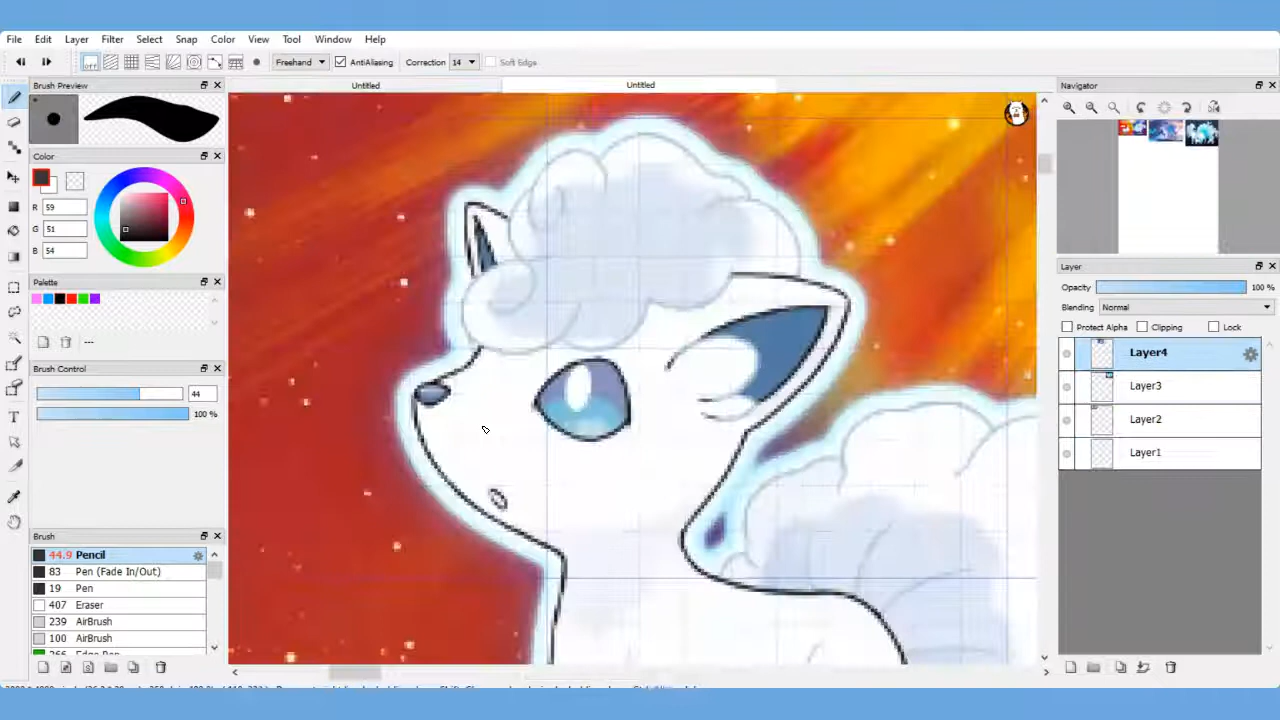 File Edit Layer Filter Select Snap Color View Tool Window Help
off Freehand AntiAliasing Correction 14 Soft Edge
Brush Preview
Untitled Untitled
Navigator
Color
R 59
G 51
B 54
Palette
Brush Control
44
100 %
Brush
44.9 Pencil
83 Pen (Fade In/Out)
19 Pen
407 Eraser
239 AirBrush
100 AirBrush
Layer
Opacity 100 %
Blending Normal
Protect Alpha Clipping Lock
Layer4
Layer3
Layer2
Layer1